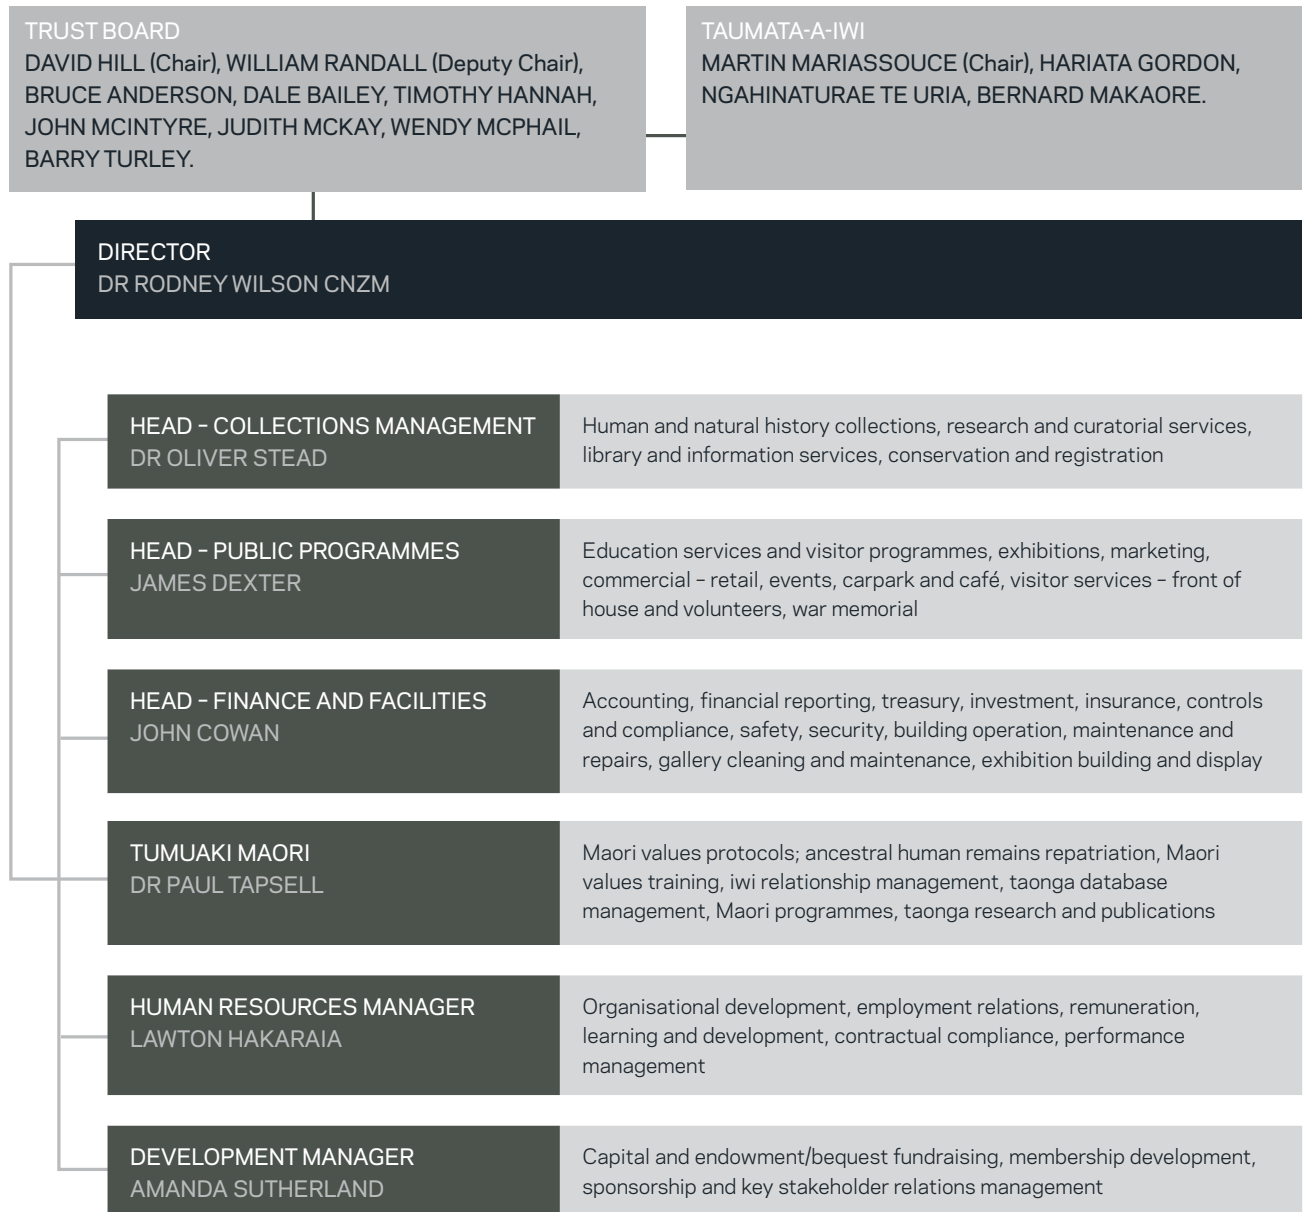 TRUST BOARD
DAVID HILL (Chair), WILLIAM RANDALL (Deputy Chair),
BRUCE ANDERSON, DALE BAILEY, TIMOTHY HANNAH,
JOHN MCINTYRE, JUDITH MCKAY, WENDY MCPHAIL,
BARRY TURLEY.
TAUMATA-A-IWI
MARTIN MARIASSOUCE (Chair), HARIATA GORDON,
NGAHINATURAE TE URIA, BERNARD MAKAORE.
DIRECTOR
DR RODNEY WILSON CNZM
HEAD – COLLECTIONS MANAGEMENT
DR OLIVER STEAD
Human and natural history collections, research and curatorial services,
library and information services, conservation and registration
HEAD – PUBLIC PROGRAMMES
JAMES DEXTER
Education services and visitor programmes, exhibitions, marketing,
commercial – retail, events, carpark and café, visitor services – front of
house and volunteers, war memorial
HEAD – FINANCE AND FACILITIES
JOHN COWAN
Accounting, financial reporting, treasury, investment, insurance, controls
and compliance, safety, security, building operation, maintenance and
repairs, gallery cleaning and maintenance, exhibition building and display
TUMUAKI MAORI
DR PAUL TAPSELL
Maori values protocols; ancestral human remains repatriation, Maori
values training, iwi relationship management, taonga database
management, Maori programmes, taonga research and publications
HUMAN RESOURCES MANAGER
LAWTON HAKARAIA
Organisational development, employment relations, remuneration,
learning and development, contractual compliance, performance
management
DEVELOPMENT MANAGER
AMANDA SUTHERLAND
Capital and endowment/bequest fundraising, membership development,
sponsorship and key stakeholder relations management